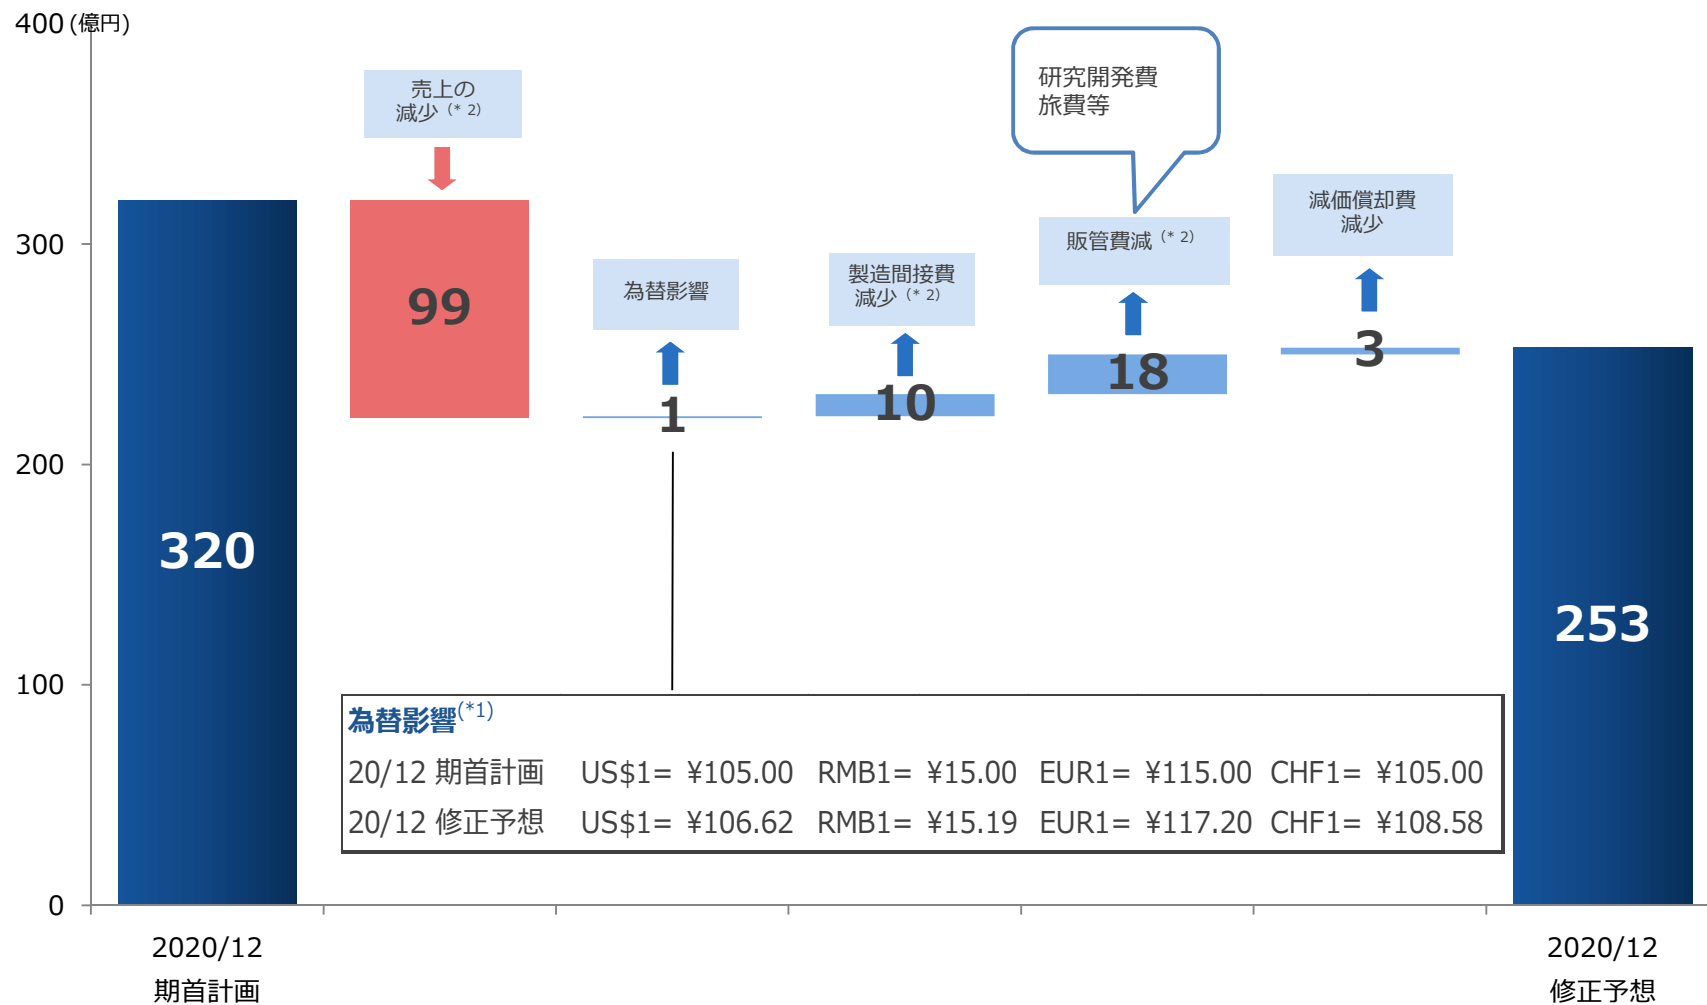 400 (億円)
300
200
100
0
320
売上の
減少 (* 2)
99
為替影響
1
製造間接費
減少 (* 2)
10
研究開発費
旅費等
販管費減 (* 2)
18
減価償却費
減少
3
253
為替影響(*1)
20/12 期首計画 US$1= ¥105.00 RMB1= ¥15.00 EUR1= ¥115.00 CHF1= ¥105.00
20/12 修正予想 US$1= ¥106.62 RMB1= ¥15.19 EUR1= ¥117.20 CHF1= ¥108.58
2020/12
期首計画
2020/12
修正予想